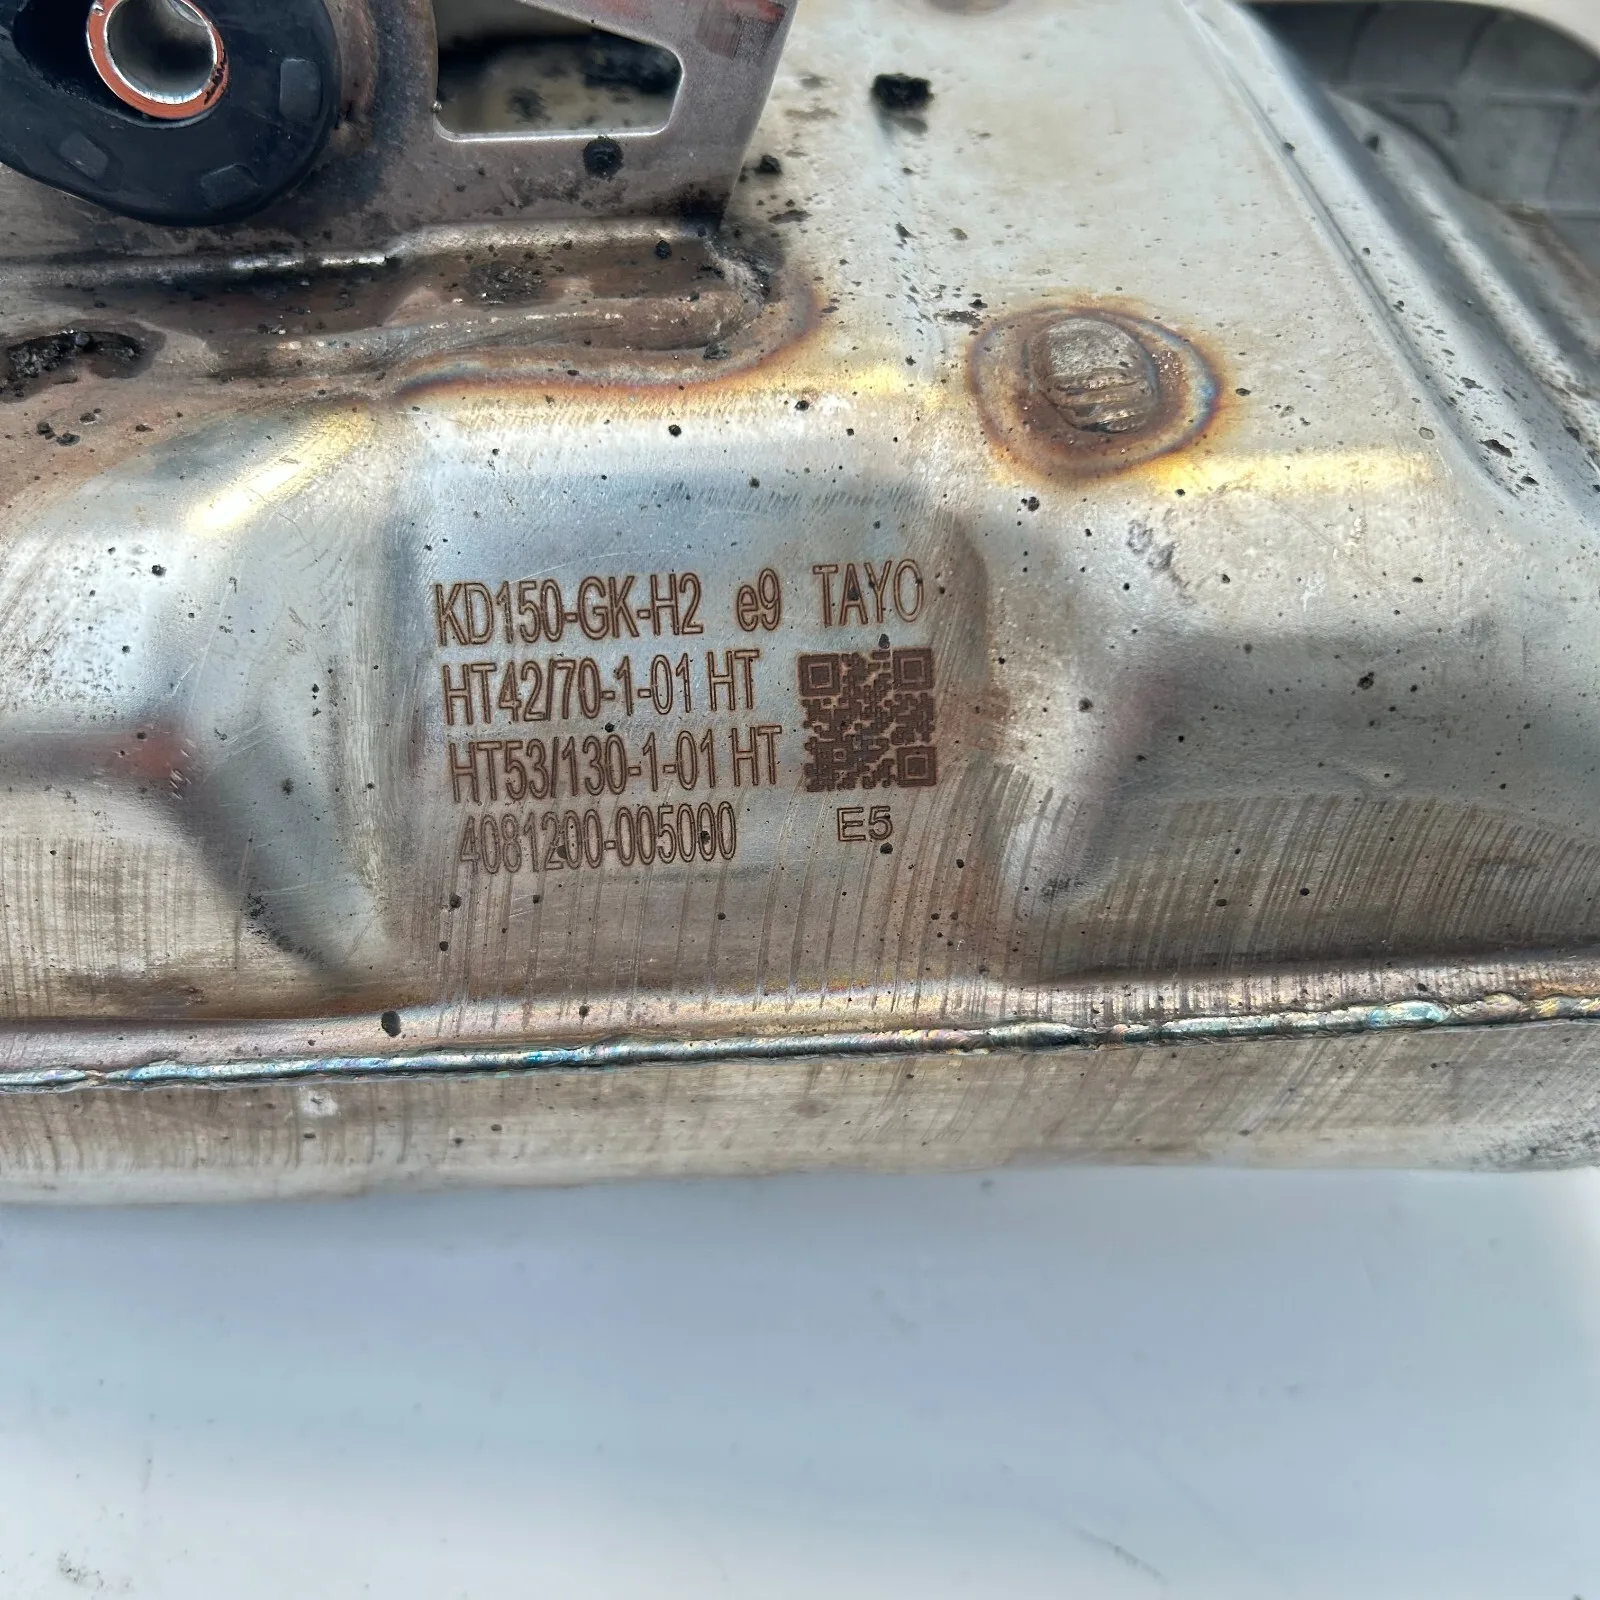 KD150-GK-H2 e9 TAYO
HT42/70-1-01 HT
HT53/130-1-01 HT
4081200-005000 E5